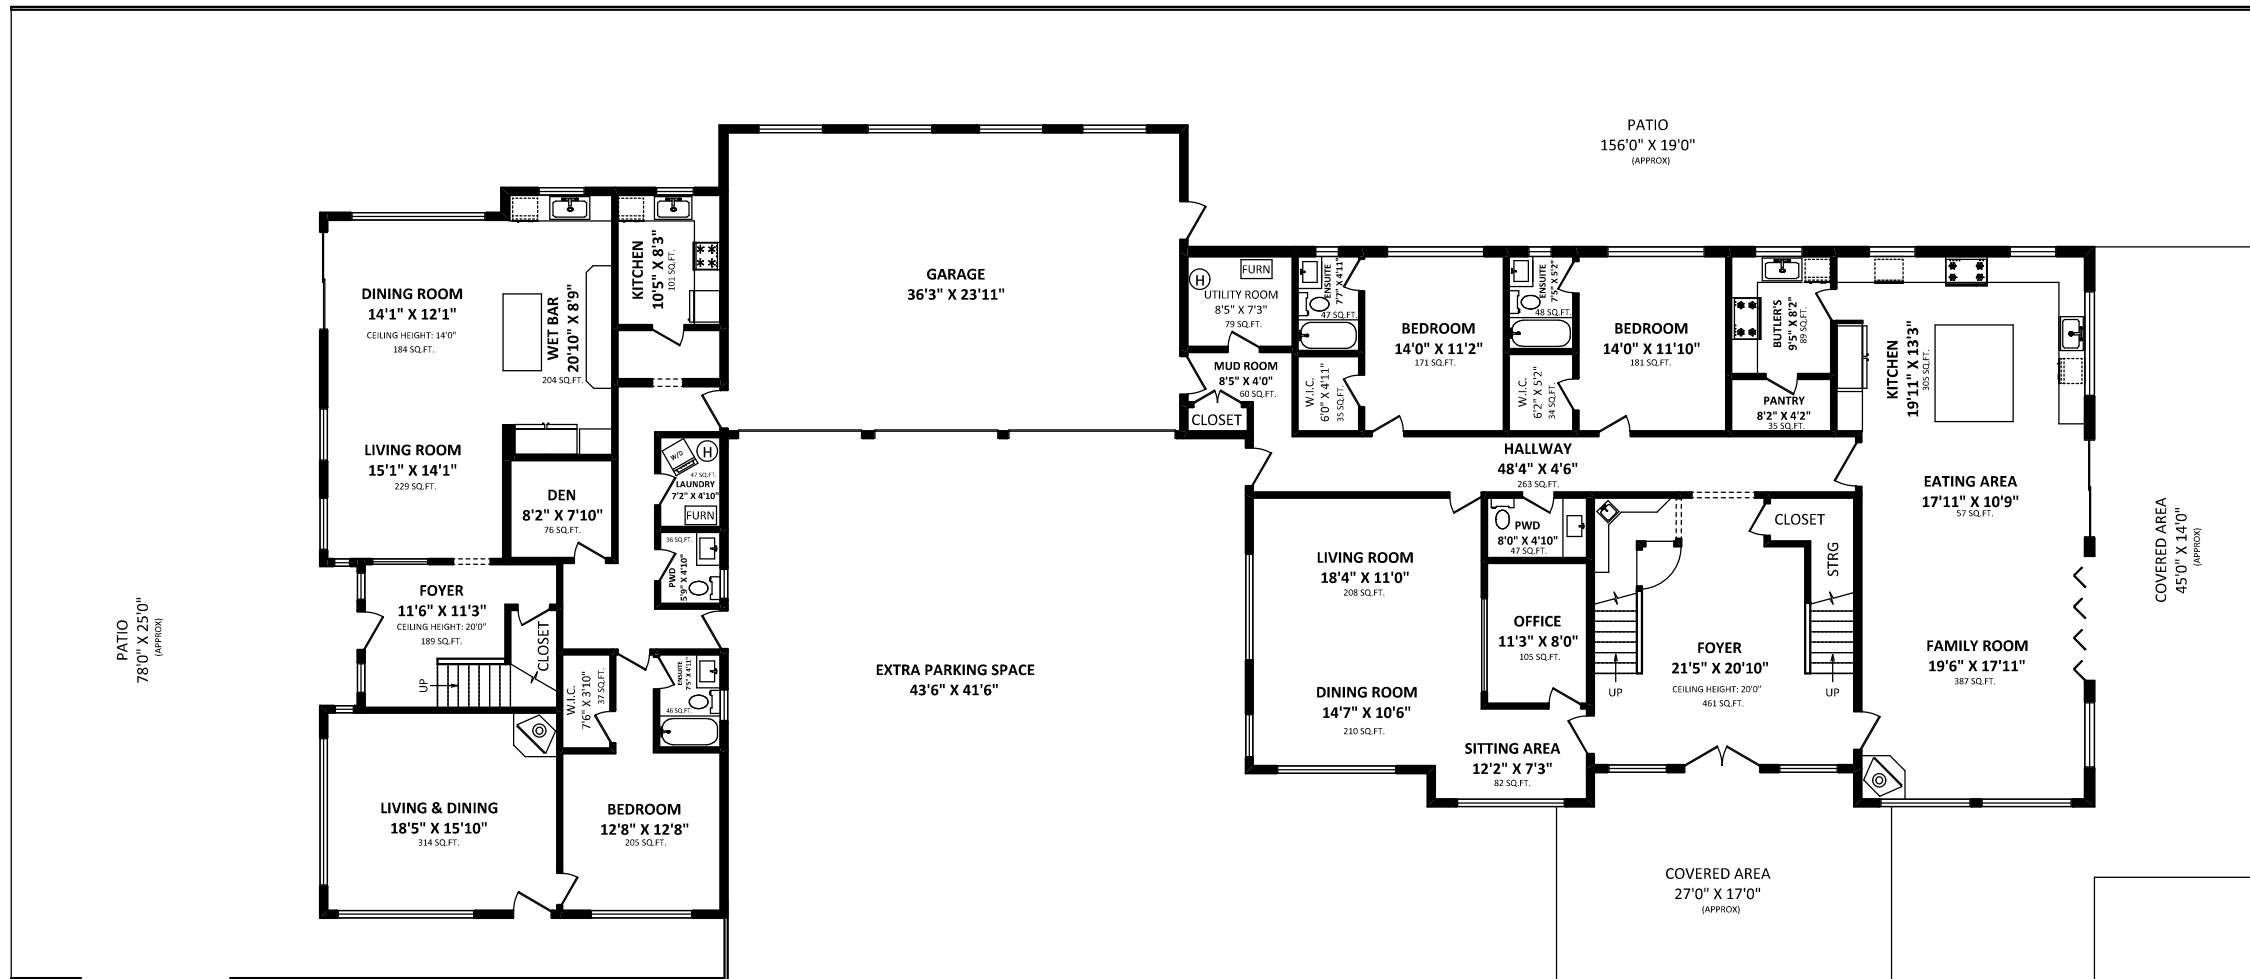 PATIO
156'0" X 19'0"
(APPROX)
GARAGE
36'3" X 23'11"
DINING ROOM
14'1" X 12'1"
CEILING HEIGHT: 14'0"
184 SQ.FT.
WET BAR
20'10" X 8'9"
204 SQ.FT.
KITCHEN
10'5" X 8'3"
101 SQ.FT.
LIVING ROOM
15'1" X 14'1"
229 SQ.FT.
DEN
8'2" X 7'10"
76 SQ.FT.
W/D
H
47 SQ.FT.
LAUNDRY
7'2" X 4'10"
FURN
36 SQ.FT.
PWD
5'9" X 4'10"
FOYER
11'6" X 11'3"
CEILING HEIGHT: 20'0"
189 SQ.FT.
CLOSET
UP
PATIO
78'0" X 25'0"
(APPROX)
W.I.C.
7'6" X 3'10"
37 SQ.FT.
ENSUITE
7'5" X 4'11"
46 SQ.FT.
LIVING & DINING
18'5" X 15'10"
314 SQ.FT.
BEDROOM
12'8" X 12'8"
205 SQ.FT.
EXTRA PARKING SPACE
43'6" X 41'6"
H
FURN
UTILITY ROOM
8'5" X 7'3"
79 SQ.FT.
MUD ROOM
8'5" X 4'0"
60 SQ.FT.
CLOSET
ENSUITE
7'7" X 4'11"
47 SQ.FT.
W.I.C.
6'0" X 4'11"
35 SQ.FT.
BEDROOM
14'0" X 11'2"
171 SQ.FT.
ENSUITE
7'5" X 5'2"
48 SQ.FT.
W.I.C.
6'2" X 5'2"
34 SQ.FT.
BEDROOM
14'0" X 11'10"
181 SQ.FT.
BUTLER'S
9'5" X 8'2"
89 SQ.FT.
PANTRY
8'2" X 4'2"
35 SQ.FT.
KITCHEN
19'11" X 13'3"
305 SQ.FT.
HALLWAY
48'4" X 4'6"
263 SQ.FT.
EATING AREA
17'11" X 10'9"
57 SQ.FT.
COVERED AREA
45'0" X 14'0"
(APPROX)
LIVING ROOM
18'4" X 11'0"
208 SQ.FT.
PWD
8'0" X 4'10"
47 SQ.FT.
CLOSET
STRG
OFFICE
11'3" X 8'0"
105 SQ.FT.
FOYER
21'5" X 20'10"
CEILING HEIGHT: 20'0"
461 SQ.FT.
UP
UP
FAMILY ROOM
19'6" X 17'11"
387 SQ.FT.
DINING ROOM
14'7" X 10'6"
210 SQ.FT.
SITTING AREA
12'2" X 7'3"
82 SQ.FT.
COVERED AREA
27'0" X 17'0"
(APPROX)